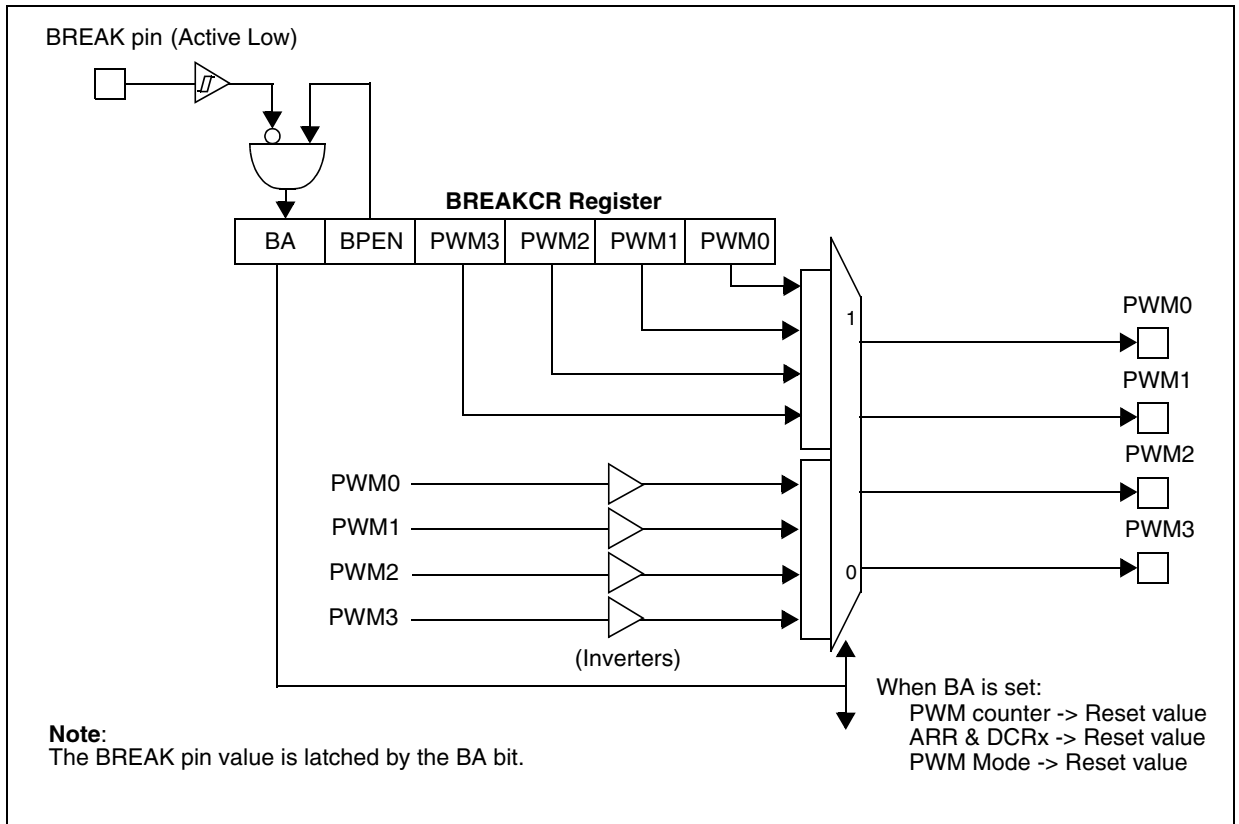 BREAK pin (Active Low)
BREAKCR Register
BA BPEN PWM3 PWM2 PWM1 PWM0
1
PWM0
PWM1
PWM2
PWM3
PWM0
PWM1
PWM2
PWM3
0
(Inverters)
When BA is set:
PWM counter -> Reset value
ARR & DCRx -> Reset value
PWM Mode -> Reset value
Note:
The BREAK pin value is latched by the BA bit.